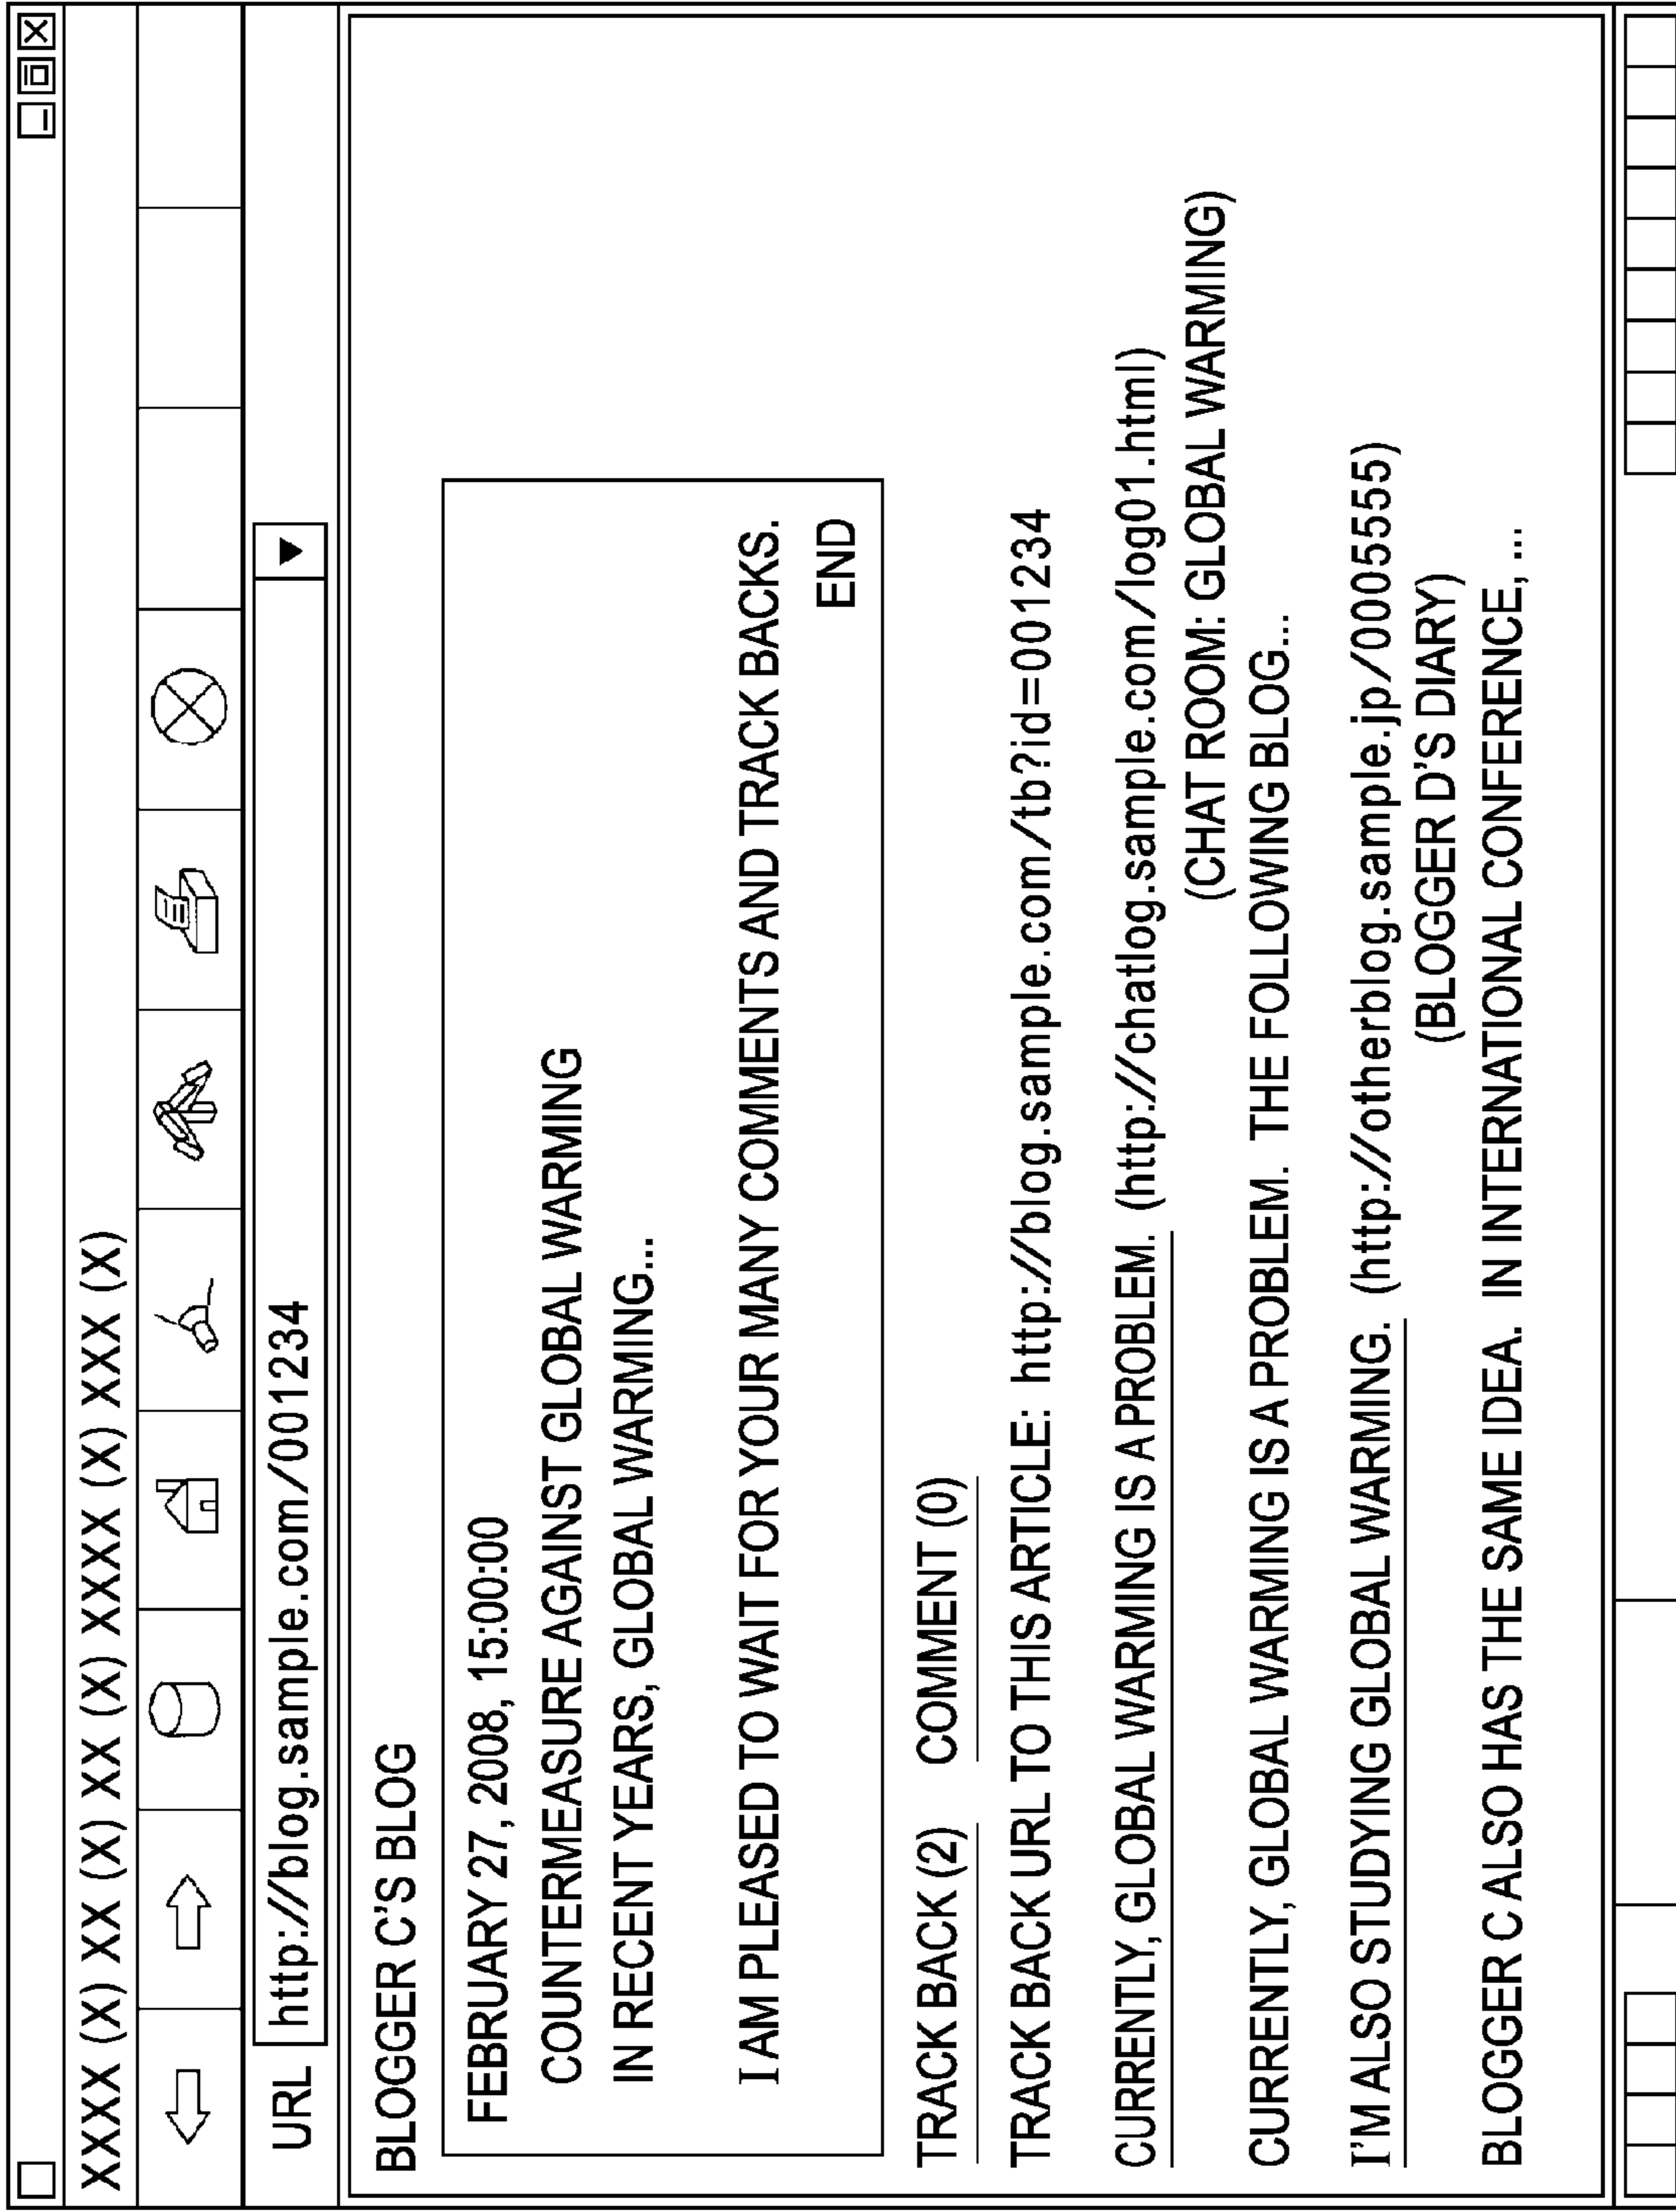 XXXX (X) XX (X) XX (X) XXXX (X) XXX (X)
URL http://blog.sample.com/001234
BLOGGER C'S BLOG
FEBRUARY 27, 2008, 15:00:00
COUNTERMEASURE AGAINST GLOBAL WARMING
IN RECENT YEARS, GLOBAL WARMING...
I AM PLEASED TO WAIT FOR YOUR MANY COMMENTS AND TRACK BACKS.
END
TRACK BACK (2) COMMENT (0)
TRACK BACK URL TO THIS ARTICLE: http://blog.sample.com/tb?id=001234
CURRENTLY, GLOBAL WARMING IS A PROBLEM. (http://chatlog.sample.com/log01.html)
(CHAT ROOM: GLOBAL WARMING)
CURRENTLY, GLOBAL WARMING IS A PROBLEM. THE FOLLOWING BLOG...
I'M ALSO STUDYING GLOBAL WARMING. (http://otherblog.sample.jp/005555)
(BLOGGER D'S DIARY)
BLOGGER C ALSO HAS THE SAME IDEA. IN INTERNATIONAL CONFERENCE, ...